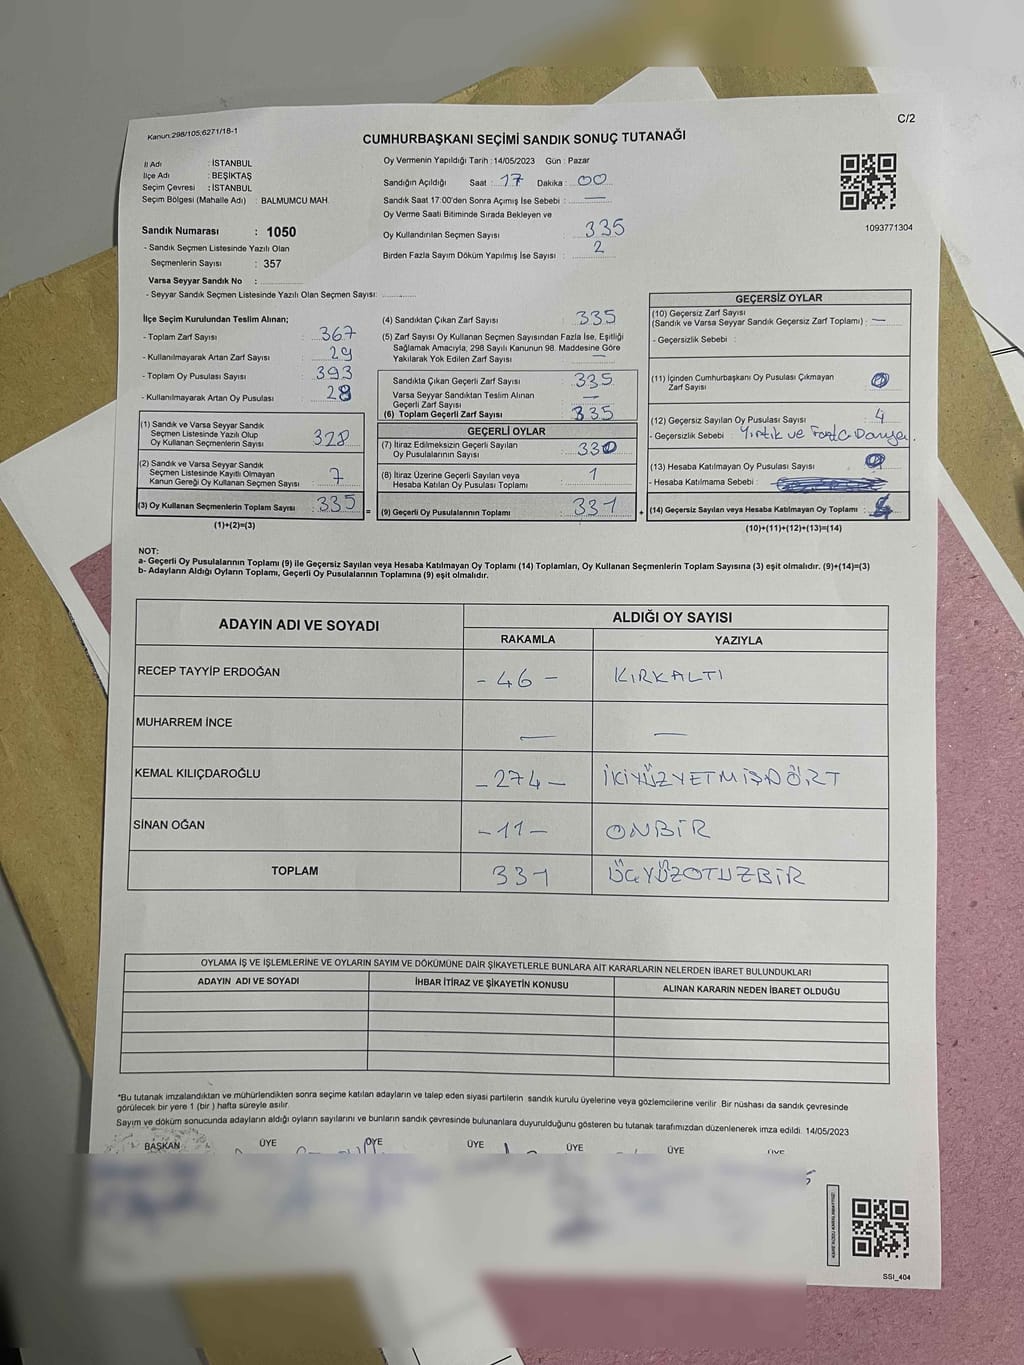 Kanun:298/105;6271/18-1
C/2
CUMHURBAŞKANI SEÇİMİ SANDIK SONUÇ TUTANAĞI
İl Adı : İSTANBUL
İlçe Adı : BEŞİKTAŞ
Seçim Çevresi : İSTANBUL
Seçim Bölgesi (Mahalle Adı) : BALMUMCU MAH.
Sandık Numarası : 1050
- Sandık Seçmen Listesinde Yazılı Olan
Seçmenlerin Sayısı : 357
Varsa Seyyar Sandık No :
- Seyyar Sandık Seçmen Listesinde Yazılı Olan Seçmen Sayısı:
Oy Vermenin Yapıldığı Tarih :14/05/2023 Gün : Pazar
Sandığın Açıldığı Saat : 17 Dakika : 00
Sandık Saat 17:00'den Sonra Açımış İse Sebebi : —
Oy Verme Saati Bitiminde Sırada Bekleyen ve
Oy Kullandırılan Seçmen Sayısı : 335
Birden Fazla Sayım Döküm Yapılmış İse Sayısı : 2
1093771304
İlçe Seçim Kurulundan Teslim Alınan;
- Toplam Zarf Sayısı : 367
- Kullanılmayarak Artan Zarf Sayısı : 29
- Toplam Oy Pusulası Sayısı : 393
- Kullanılmayarak Artan Oy Pusulası : 28
(1) Sandık ve Varsa Seyyar Sandık
Seçmen Listesinde Yazılı Olup
Oy Kullanan Seçmenlerin Sayısı : 328
(2) Sandık ve Varsa Seyyar Sandık
Seçmen Listesinde Kayıtlı Olmayan
Kanun Gereği Oy Kullanan Seçmen Sayısı : 7
(3) Oy Kullanan Seçmenlerin Toplam Sayısı : 335 =
(1)+(2)=(3)
(4) Sandıktan Çıkan Zarf Sayısı : 335
(5) Zarf Sayısı Oy Kullanan Seçmen Sayısından Fazla İse, Eşitliği
Sağlamak Amacıyla; 298 Sayılı Kanunun 98. Maddesine Göre
Yakılarak Yok Edilen Zarf Sayısı : —
Sandıkta Çıkan Geçerli Zarf Sayısı : 335
Varsa Seyyar Sandıktan Teslim Alınan
Geçerli Zarf Sayısı : —
(6) Toplam Geçerli Zarf Sayısı : 335
GEÇERLİ OYLAR
(7) İtiraz Edilmeksizin Geçerli Sayılan
Oy Pusulalarının Sayısı : 330
(8) İtiraz Üzerine Geçerli Sayılan veya
Hesaba Katılan Oy Pusulası Toplamı : 1
(9) Geçerli Oy Pusulalarının Toplamı : 331 +
GEÇERSİZ OYLAR
(10) Geçersiz Zarf Sayısı
(Sandık ve Varsa Seyyar Sandık Geçersiz Zarf Toplamı) : —
- Geçersizlik Sebebi :
(11) İçinden Cumhurbaşkanı Oy Pusulası Çıkmayan
Zarf Sayısı : 0
(12) Geçersiz Sayılan Oy Pusulası Sayısı : 4
- Geçersizlik Sebebi : Yırtık ve
(13) Hesaba Katılmayan Oy Pusulası Sayısı : 0
- Hesaba Katılmama Sebebi :
(14) Geçersiz Sayılan veya Hesaba Katılmayan Oy Toplamı :
(10)+(11)+(12)+(13)=(14)
NOT:
a- Geçerli Oy Pusulalarının Toplamı (9) ile Geçersiz Sayılan veya Hesaba Katılmayan Oy Toplamı (14) Toplamları, Oy Kullanan Seçmenlerin Toplam Sayısına (3) eşit olmalıdır. (9)+(14)=(3)
b- Adayların Aldığı Oyların Toplamı, Geçerli Oy Pusulalarının Toplamına (9) eşit olmalıdır.
ADAYIN ADI VE SOYADI ALDIĞI OY SAYISI
RAKAMLA YAZIYLA
RECEP TAYYİP ERDOĞAN - 46 - KIRKALTI
MUHARREM İNCE — —
KEMAL KILIÇDAROĞLU - 274 - İKİYÜZYETMİŞDÖRT
SİNAN OĞAN - 11 - ONBİR
TOPLAM 331 ÜÇYÜZOTUZBİR
OYLAMA İŞ VE İŞLEMLERİNE VE OYLARIN SAYIM VE DÖKÜMÜNE DAİR ŞİKAYETLERLE BUNLARA AİT KARARLARIN NELERDEN İBARET BULUNDUKLARI
ADAYIN ADI VE SOYADI İHBAR İTİRAZ VE ŞİKAYETİN KONUSU ALINAN KARARIN NEDEN İBARET OLDUĞU
*Bu tutanak imzalandıktan ve mühürlendikten sonra seçime katılan adayların ve talep eden siyasi partilerin sandık kurulu üyelerine veya gözlemcilerine verilir. Bir nüshası da sandık çevresinde
görülecek bir yere 1 (bir ) hafta süreyle asılır.
Sayım ve döküm sonucunda adayların aldığı oyların sayılarını ve bunların sandık çevresinde bulunanlara duyurulduğunu gösteren bu tutanak tarafımızdan düzenlenerek imza edildi. 14/05/2023
BAŞKAN ÜYE ÜYE ÜYE ÜYE ÜYE ÜYE
SSI_404